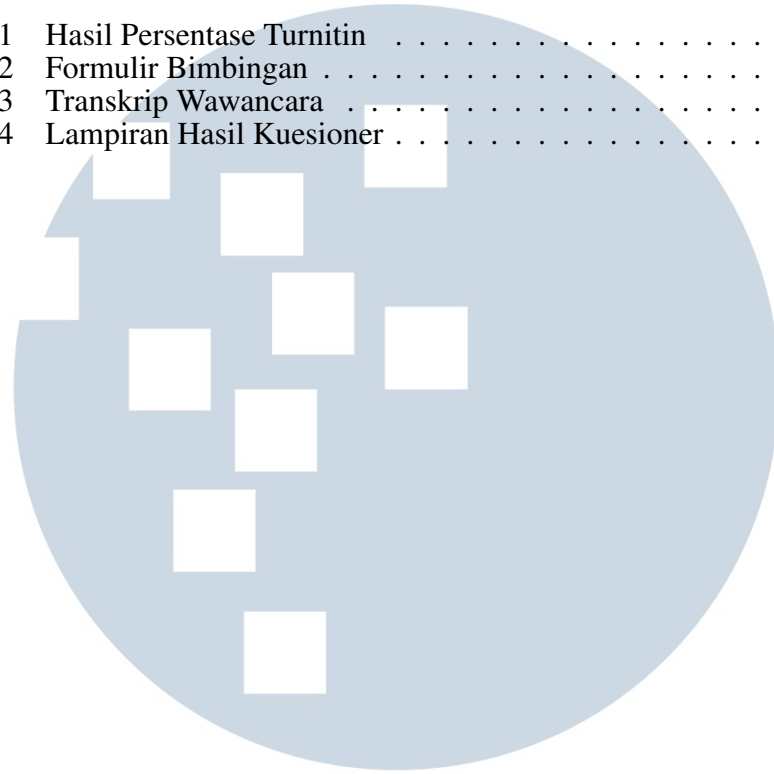 1 Hasil Persentase Turnitin . . . . . . . . . . . . . . . . .
2 Formulir Bimbingan . . . . . . . . . . . . . . . . . . .
3 Transkrip Wawancara . . . . . . . . . . . . . . . . . .
4 Lampiran Hasil Kuesioner . . . . . . . . . . . . . . . .